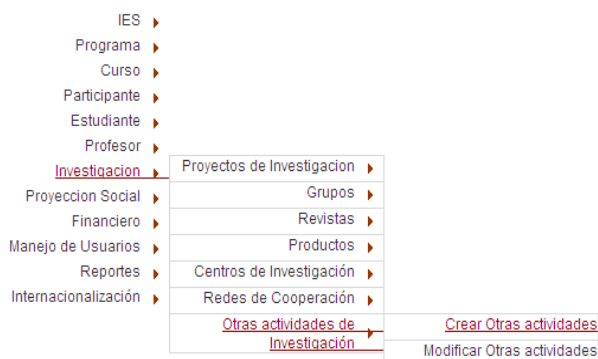 IES
Programa
Curso
Participante
Estudiante
Profesor
Investigacion
Proyeccion Social
Financiero
Manejo de Usuarios
Reportes
Internacionalización
Proyectos de Investigacion
Grupos
Revistas
Productos
Centros de Investigación
Redes de Cooperación
Otras actividades de
Investigación
Crear Otras actividades
Modificar Otras actividades